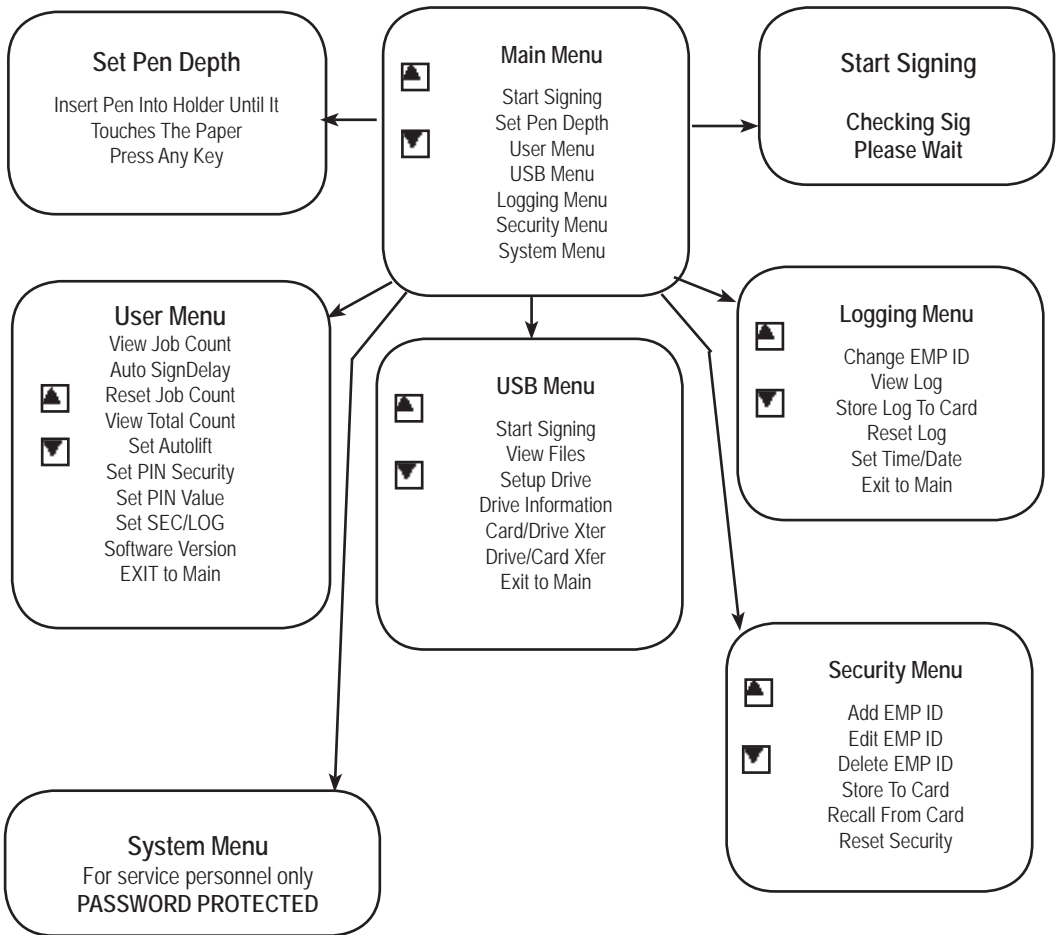 Set Pen Depth
Insert Pen Into Holder Until It
Touches The Paper
Press Any Key
Main Menu
Start Signing
Set Pen Depth
User Menu
USB Menu
Logging Menu
Security Menu
System Menu
Start Signing
Checking Sig
Please Wait
User Menu
View Job Count
Auto SignDelay
Reset Job Count
View Total Count
Set Autolift
Set PIN Security
Set PIN Value
Set SEC/LOG
Software Version
EXIT to Main
USB Menu
Start Signing
View Files
Setup Drive
Drive Information
Card/Drive Xter
Drive/Card Xfer
Exit to Main
Logging Menu
Change EMP ID
View Log
Store Log To Card
Reset Log
Set Time/Date
Exit to Main
Security Menu
Add EMP ID
Edit EMP ID
Delete EMP ID
Store To Card
Recall From Card
Reset Security
System Menu
For service personnel only
PASSWORD PROTECTED